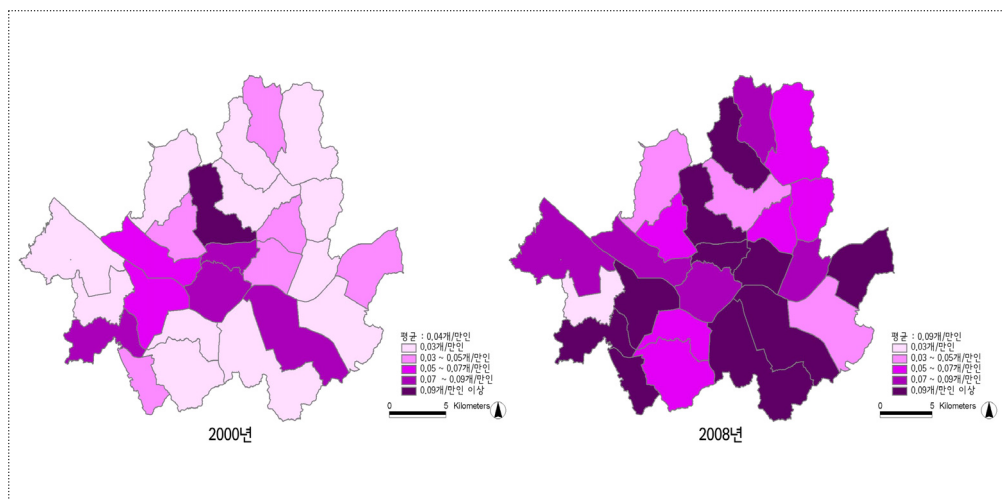 평균 : 0.04개/만인
0.03개/만인
0.03 ~ 0.05개/만인
0.05 ~ 0.07개/만인
0.07 ~ 0.09개/만인
0.09개/만인 이상
0 5 Kilometers
2000년
평균 : 0.09개/만인
0.03개/만인
0.03 ~ 0.05개/만인
0.05 ~ 0.07개/만인
0.07 ~ 0.09개/만인
0.09개/만인 이상
0 5 Kilometers
2008년